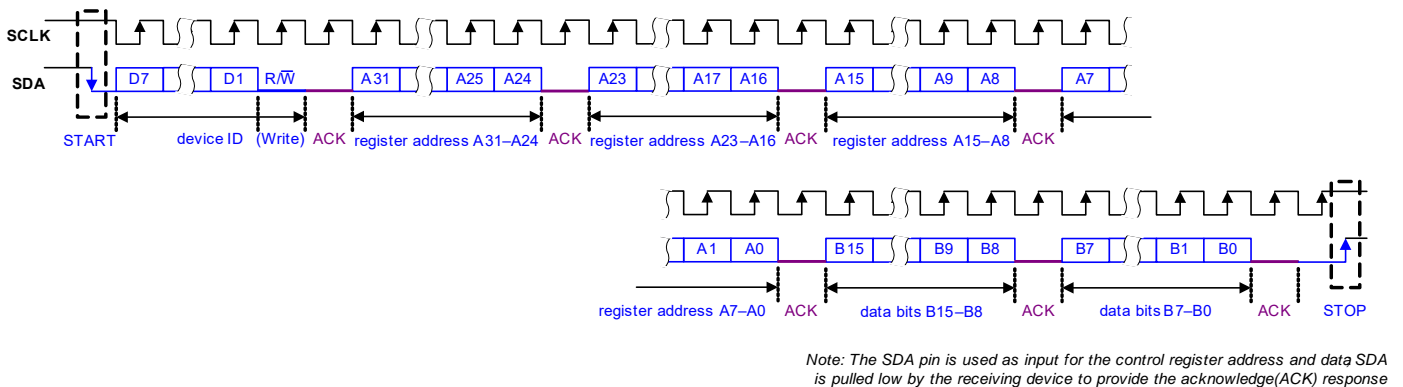 SCLK
SDA
D7 D1 R/W A31 A25 A24 A23 A17 A16 A15 A9 A8 A7
START device ID (Write) ACK register address A31–A24 ACK register address A23–A16 ACK register address A15–A8 ACK
A1 A0 B15 B9 B8 B7 B1 B0
register address A7–A0 ACK data bits B15–B8 ACK data bits B7–B0 ACK STOP
Note: The SDA pin is used as input for the control register address and data; SDA
is pulled low by the receiving device to provide the acknowledge(ACK) response